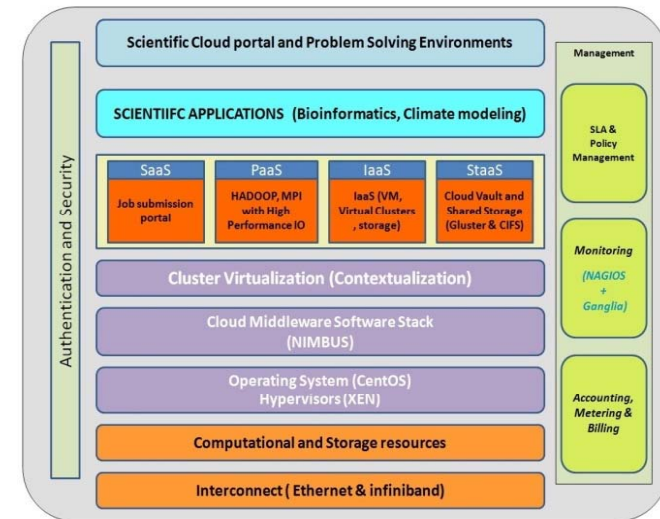 Scientific Cloud portal and Problem Solving Environments
SCIENTIIFC APPLICATIONS (Bioinformatics, Climate modeling)
SaaS
Job submission
portal
PaaS
HADOOP, MPI
with High
Performance IO
IaaS
IaaS (VM,
Virtual Clusters
, storage)
StaaS
Cloud Vault and
Shared Storage
(Gluster & CIFS)
Cluster Virtualization (Contextualization)
Cloud Middleware Software Stack
(NIMBUS)
Operating System (CentOS)
Hypervisors (XEN)
Computational and Storage resources
Interconnect ( Ethernet & infiniband)
Authentication and Security
Management
SLA &
Policy
Management
Monitoring
(NAGIOS
+
Ganglia)
Accounting,
Metering &
Billing